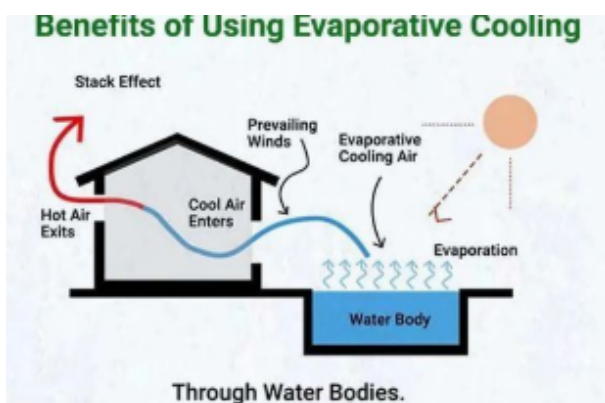 Benefits of Using Evaporative Cooling
Stack Effect
Prevailing
Winds
Evaporative
Cooling Air
Hot Air
Exits
Cool Air
Enters
Evaporation
Water Body
Through Water Bodies.